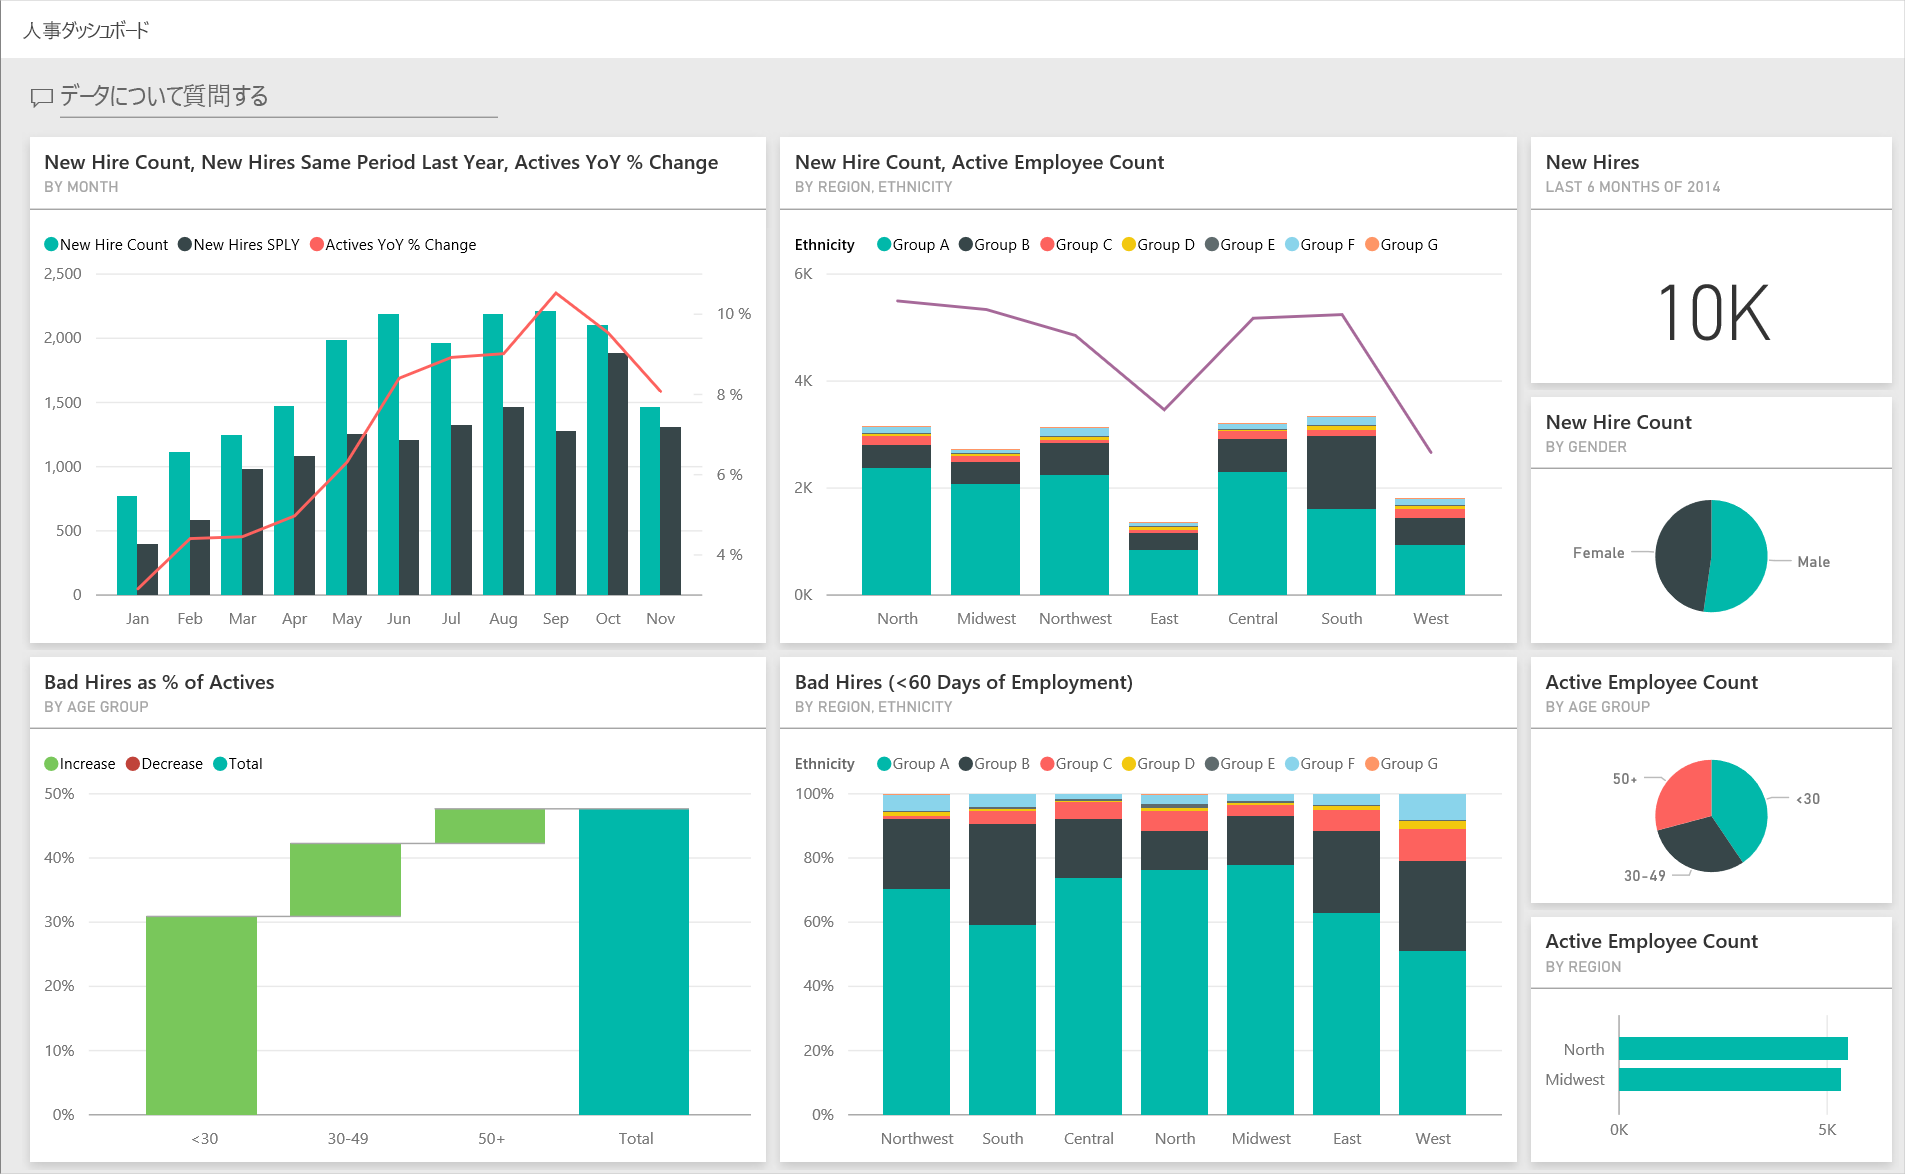 人事ダッシュボード
データについて質問する
New Hire Count, New Hires Same Period Last Year, Actives YoY % Change
BY MONTH
New Hire Count New Hires SPLY Actives YoY % Change
2,500
2,000
1,500
1,000
500
0
10 %
8 %
6 %
4 %
Jan Feb Mar Apr May Jun Jul Aug Sep Oct Nov
New Hire Count, Active Employee Count
BY REGION, ETHNICITY
Ethnicity Group A Group B Group C Group D Group E Group F Group G
6K
4K
2K
0K
North Midwest Northwest East Central South West
New Hires
LAST 6 MONTHS OF 2014
10K
New Hire Count
BY GENDER
Female
Male
Bad Hires as % of Actives
BY AGE GROUP
Increase Decrease Total
50%
40%
30%
20%
10%
0%
<30 30-49 50+ Total
Bad Hires (<60 Days of Employment)
BY REGION, ETHNICITY
Ethnicity Group A Group B Group C Group D Group E Group F Group G
100%
80%
60%
40%
20%
0%
Northwest South Central North Midwest East West
Active Employee Count
BY AGE GROUP
50+
<30
30-49
Active Employee Count
BY REGION
North
Midwest
0K 5K